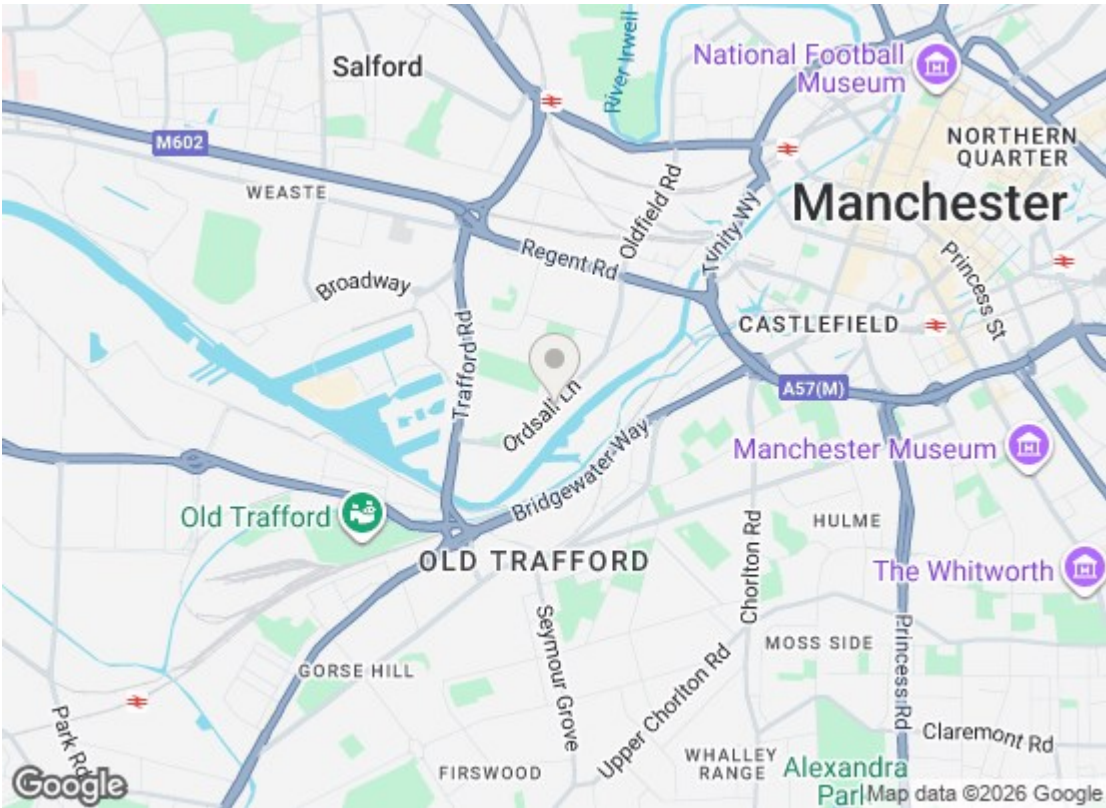 National Football
Museum
Salford
River Irwell
M602
NORTHERN
QUARTER
WEASTE
Manchester
Oldfield Rd
Trinity Wy
Regent Rd
Princess St
Broadway
CASTLEFIELD
Trafford Rd
A57(M)
Ordsall Ln
Bridgewater Way
Manchester Museum
Old Trafford
HULME
OLD TRAFFORD
Chorlton Rd
The Whitworth
Seymour Grove
MOSS SIDE
Princess Rd
GORSE HILL
Upper Chorlton Rd
Park Rd
Claremont Rd
FIRSWOOD
WHALLEY
RANGE
Alexandra
Park
Google
Map data ©2026 Google